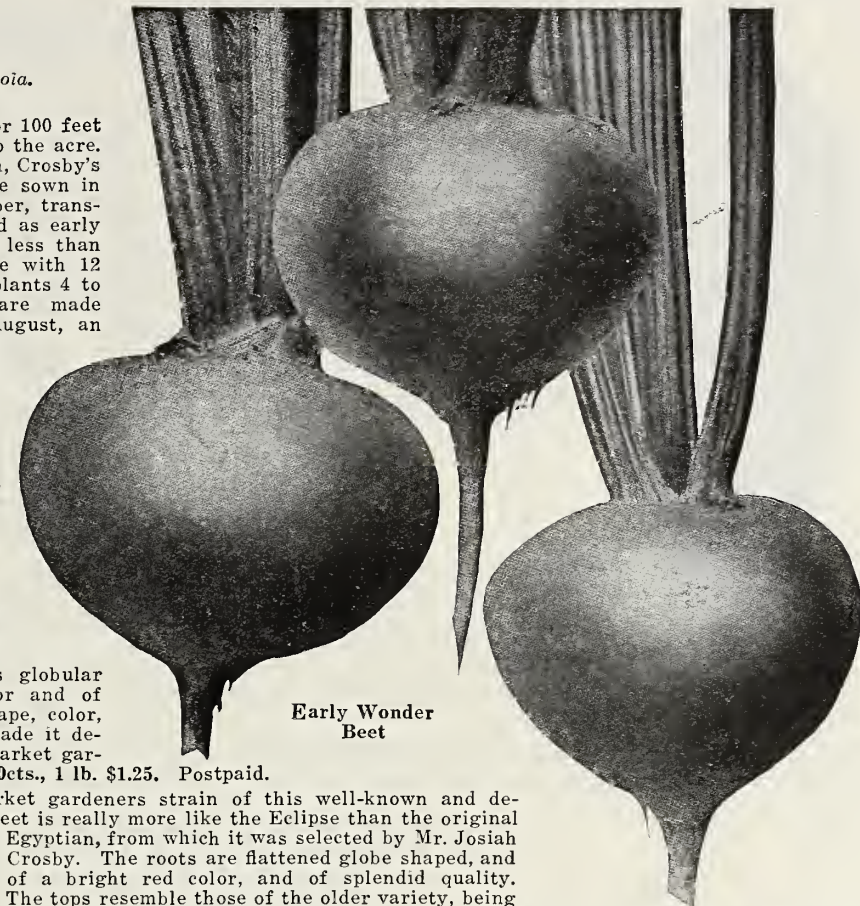 oia.
r 100 feet
o the acre.
, Crosby's
e sown in
ber, trans-
d as early
less than
e with 12
plants 4 to
are made
August, an
s globular
or and of
ape, color,
ade it de-
arket gar-
0cts., 1 lb. $1.25. Postpaid.
Early Wonder
Beet
rket gardeners strain of this well-known and de-
eet is really more like the Eclipse than the original
Egyptian, from which it was selected by Mr. Josiah
Crosby. The roots are flattened globe shaped, and
of a bright red color, and of splendid quality.
The tops resemble those of the older variety, being